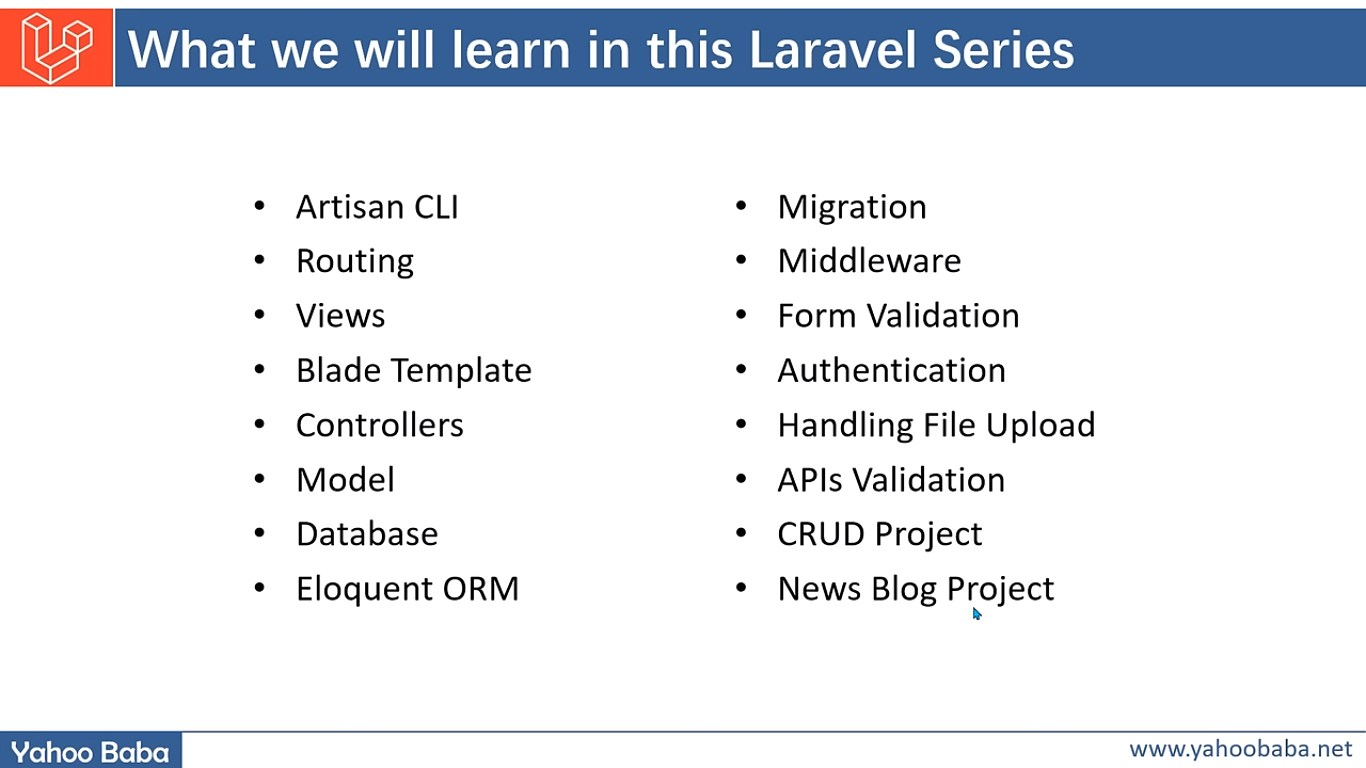 What we will learn in this Laravel Series
• Artisan CLI
• Routing
• Views
• Blade Template
• Controllers
• Model
• Database
• Eloquent ORM
• Migration
• Middleware
• Form Validation
• Authentication
• Handling File Upload
• APIs Validation
• CRUD Project
• News Blog Project
Yahoo Baba
www.yahoobaba.net